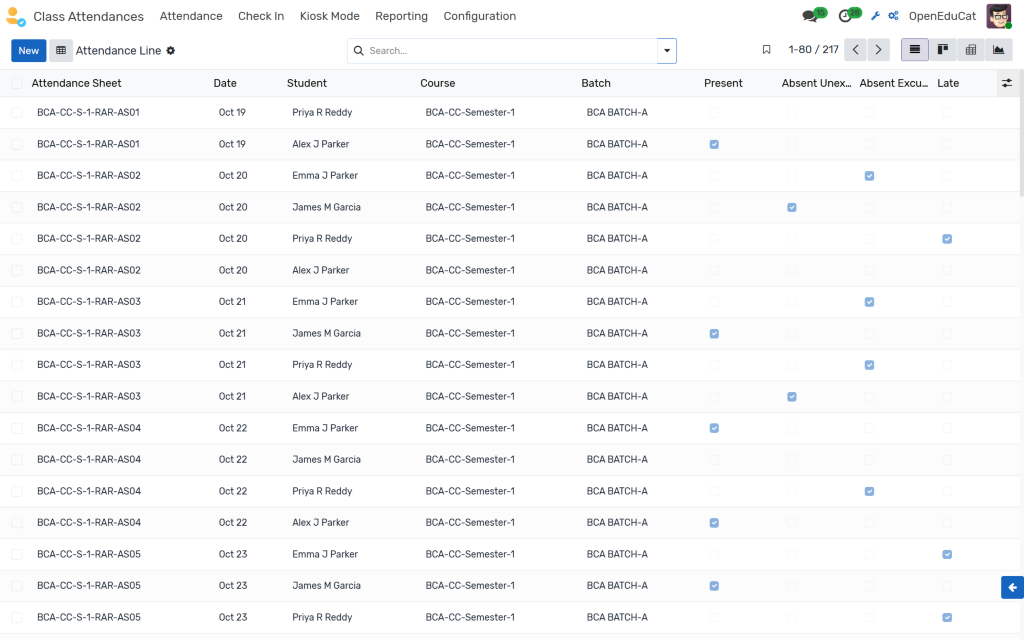 Class Attendances Attendance Check In Kiosk Mode Reporting Configuration 15 28 OpenEduCat
New Attendance Line Search... 1-80 / 217
Attendance Sheet Date Student Course Batch Present Absent Unex... Absent Excu... Late
BCA-CC-S-1-RAR-AS01 Oct 19 Priya R Reddy BCA-CC-Semester-1 BCA BATCH-A
BCA-CC-S-1-RAR-AS01 Oct 19 Alex J Parker BCA-CC-Semester-1 BCA BATCH-A
BCA-CC-S-1-RAR-AS02 Oct 20 Emma J Parker BCA-CC-Semester-1 BCA BATCH-A
BCA-CC-S-1-RAR-AS02 Oct 20 James M Garcia BCA-CC-Semester-1 BCA BATCH-A
BCA-CC-S-1-RAR-AS02 Oct 20 Priya R Reddy BCA-CC-Semester-1 BCA BATCH-A
BCA-CC-S-1-RAR-AS02 Oct 20 Alex J Parker BCA-CC-Semester-1 BCA BATCH-A
BCA-CC-S-1-RAR-AS03 Oct 21 Emma J Parker BCA-CC-Semester-1 BCA BATCH-A
BCA-CC-S-1-RAR-AS03 Oct 21 James M Garcia BCA-CC-Semester-1 BCA BATCH-A
BCA-CC-S-1-RAR-AS03 Oct 21 Priya R Reddy BCA-CC-Semester-1 BCA BATCH-A
BCA-CC-S-1-RAR-AS03 Oct 21 Alex J Parker BCA-CC-Semester-1 BCA BATCH-A
BCA-CC-S-1-RAR-AS04 Oct 22 Emma J Parker BCA-CC-Semester-1 BCA BATCH-A
BCA-CC-S-1-RAR-AS04 Oct 22 James M Garcia BCA-CC-Semester-1 BCA BATCH-A
BCA-CC-S-1-RAR-AS04 Oct 22 Priya R Reddy BCA-CC-Semester-1 BCA BATCH-A
BCA-CC-S-1-RAR-AS04 Oct 22 Alex J Parker BCA-CC-Semester-1 BCA BATCH-A
BCA-CC-S-1-RAR-AS05 Oct 23 Emma J Parker BCA-CC-Semester-1 BCA BATCH-A
BCA-CC-S-1-RAR-AS05 Oct 23 James M Garcia BCA-CC-Semester-1 BCA BATCH-A
BCA-CC-S-1-RAR-AS05 Oct 23 Priya R Reddy BCA-CC-Semester-1 BCA BATCH-A